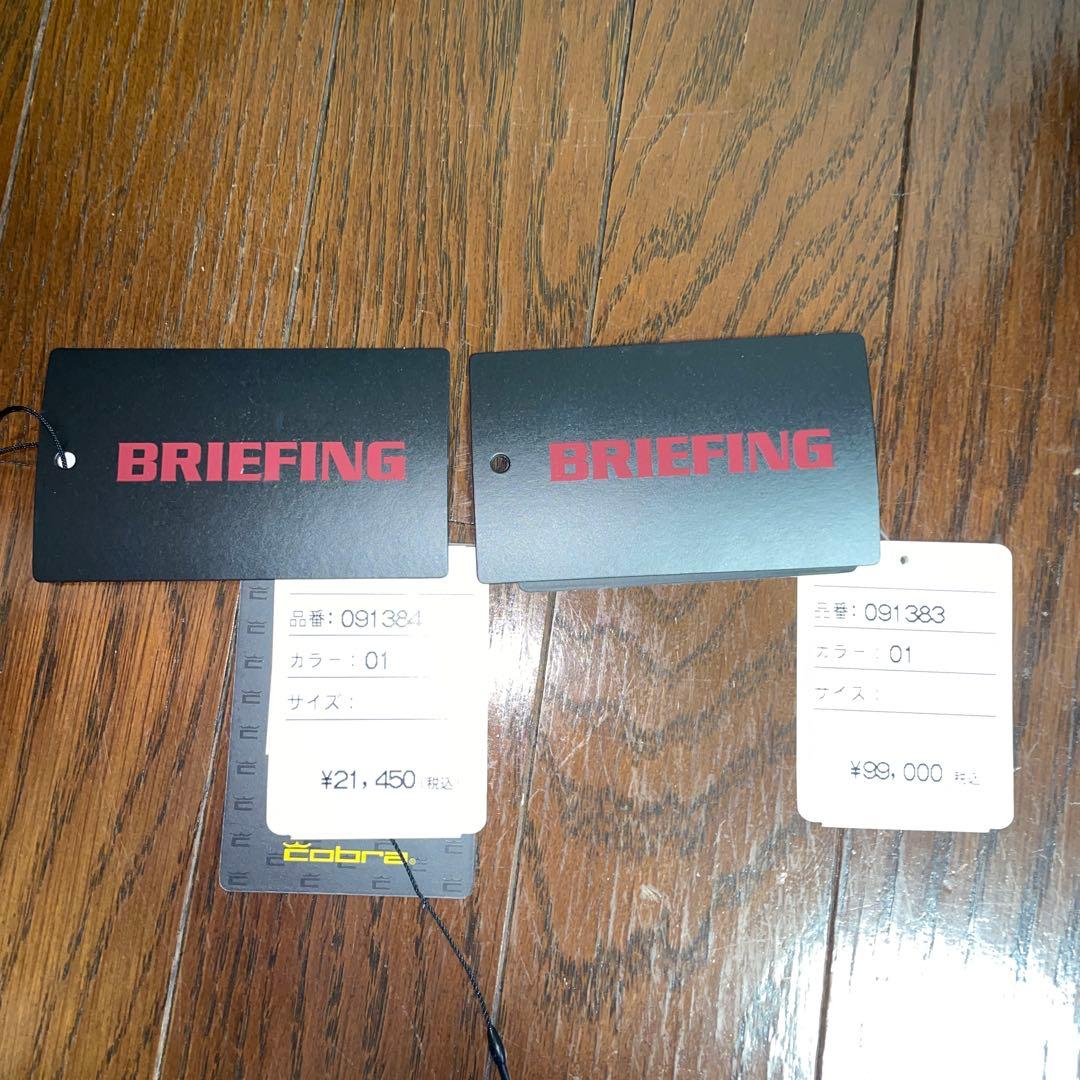 BRIEFING
BRIEFING
品番: 091384
カラー: 01
サイズ:
¥21,450(税込)
cobra®
品番: 091383
カラー: 01
サイズ:
¥99,000 税込